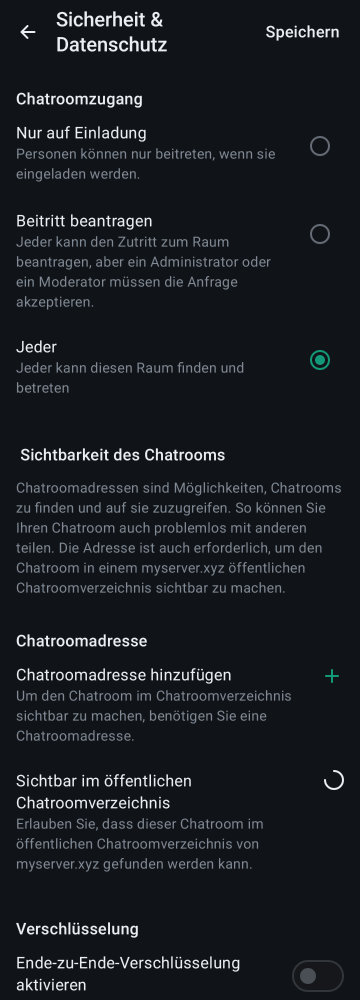 Sicherheit &
Datenschutz
Speichern
Chatroomzugang
Nur auf Einladung
Personen können nur beitreten, wenn sie
eingeladen werden.
Beitritt beantragen
Jeder kann den Zutritt zum Raum
beantragen, aber ein Administrator oder
ein Moderator müssen die Anfrage
akzeptieren.
Jeder
Jeder kann diesen Raum finden und
betreten
Sichtbarkeit des Chatrooms
Chatroomadressen sind Möglichkeiten, Chatrooms
zu finden und auf sie zuzugreifen. So können Sie
Ihren Chatroom auch problemlos mit anderen
teilen. Die Adresse ist auch erforderlich, um den
Chatroom in einem myserver.xyz öffentlichen
Chatroomverzeichnis sichtbar zu machen.
Chatroomadresse
Chatroomadresse hinzufügen
Um den Chatroom im Chatroomverzeichnis
sichtbar zu machen, benötigen Sie eine
Chatroomadresse.
Sichtbar im öffentlichen
Chatroomverzeichnis
Erlauben Sie, dass dieser Chatroom im
öffentlichen Chatroomverzeichnis von
myserver.xyz gefunden werden kann.
Verschlüsselung
Ende-zu-Ende-Verschlüsselung
aktivieren